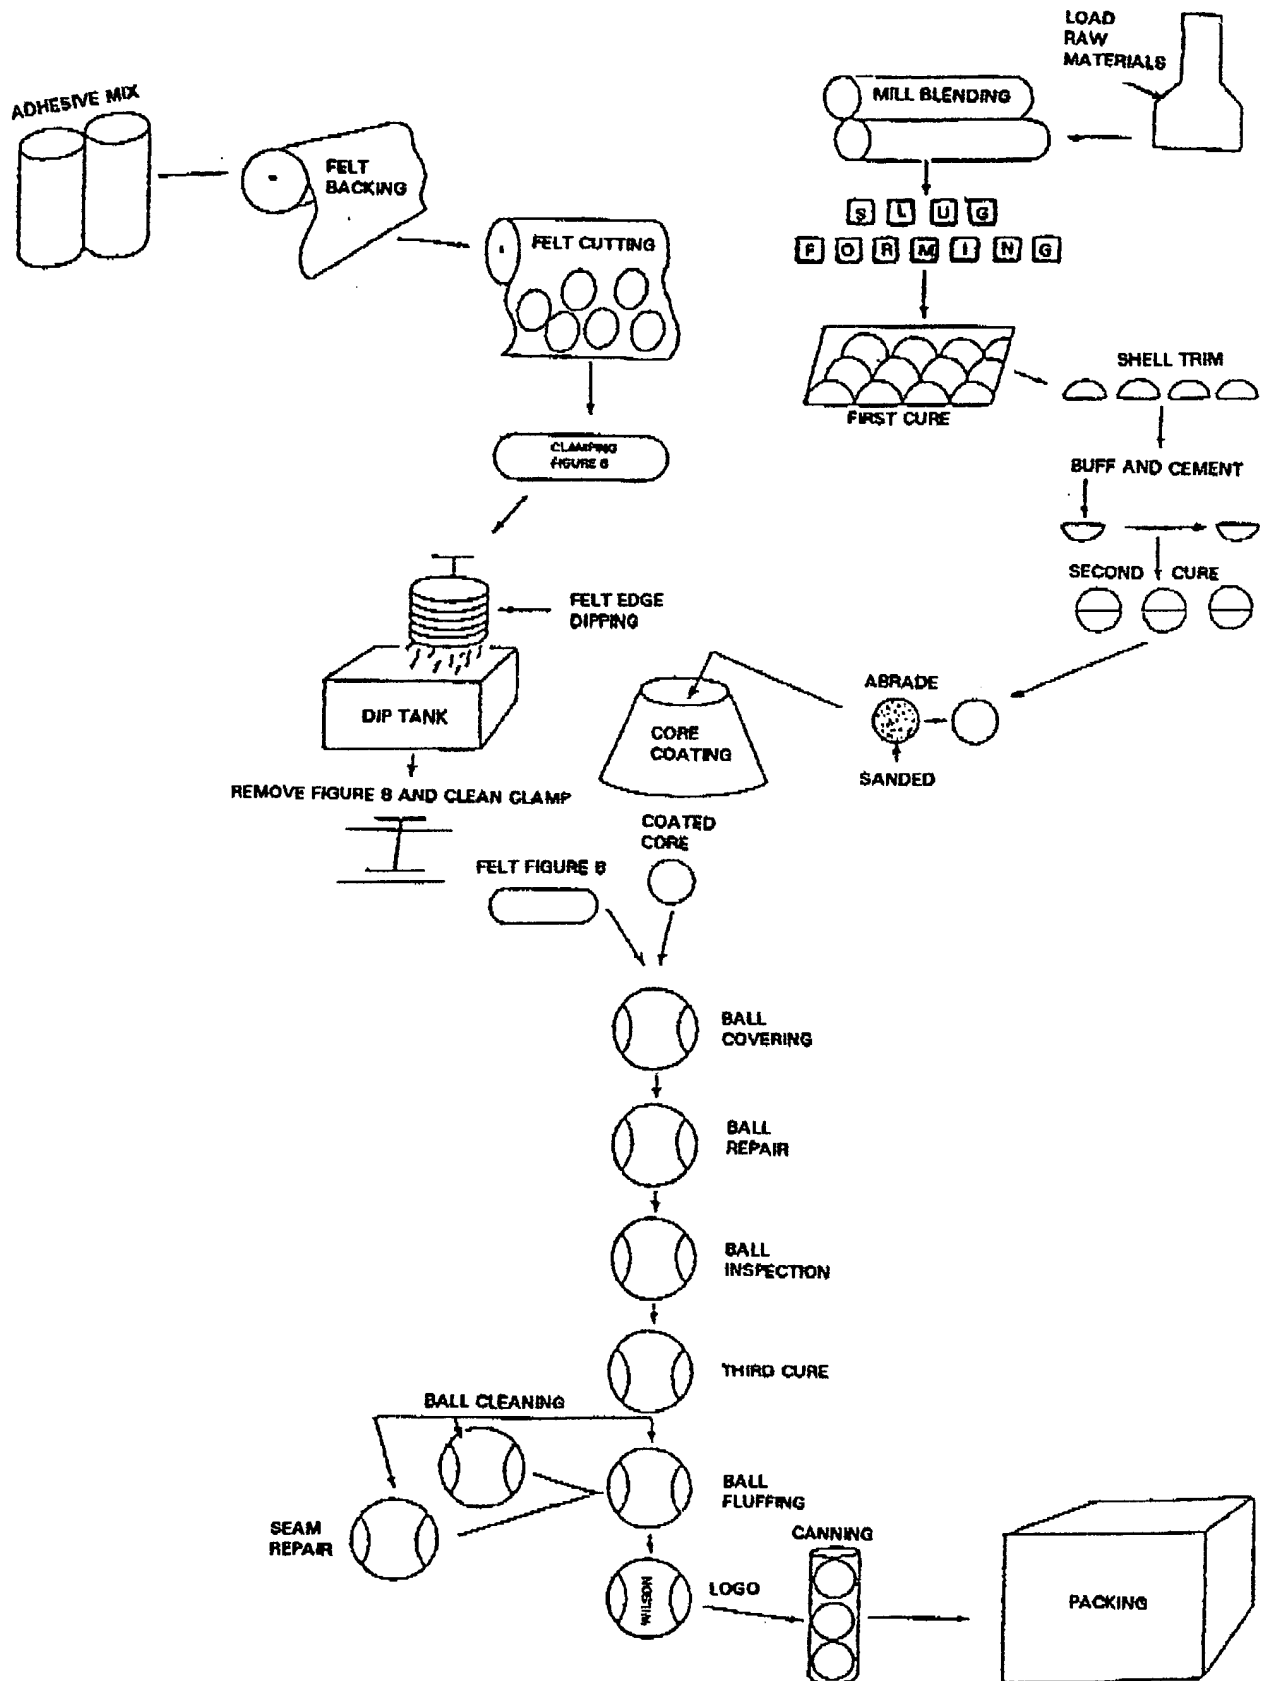 LOAD
RAW
MATERIALS
ADHESIVE MIX
MILL BLENDING
FELT
BACKING
SLUG
FORMING
FELT CUTTING
SHELL TRIM
FIRST CURE
CLAMPING
FIGURE 8
BUFF AND CEMENT
SECOND CURE
FELT EDGE
DIPPING
ABRADE
DIP TANK
CORE
COATING
SANDED
REMOVE FIGURE 8 AND CLEAN CLAMP
COATED
CORE
FELT FIGURE 8
BALL
COVERING
BALL
REPAIR
BALL
INSPECTION
THIRD CURE
BALL CLEANING
BALL
FLUFFING
SEAM
REPAIR
CANNING
WILSON
LOGO
PACKING